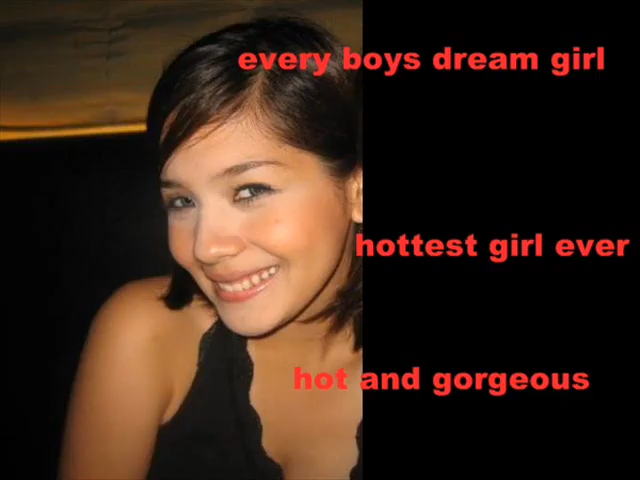 every boys dream girl
hottest girl ever
hot and gorgeous